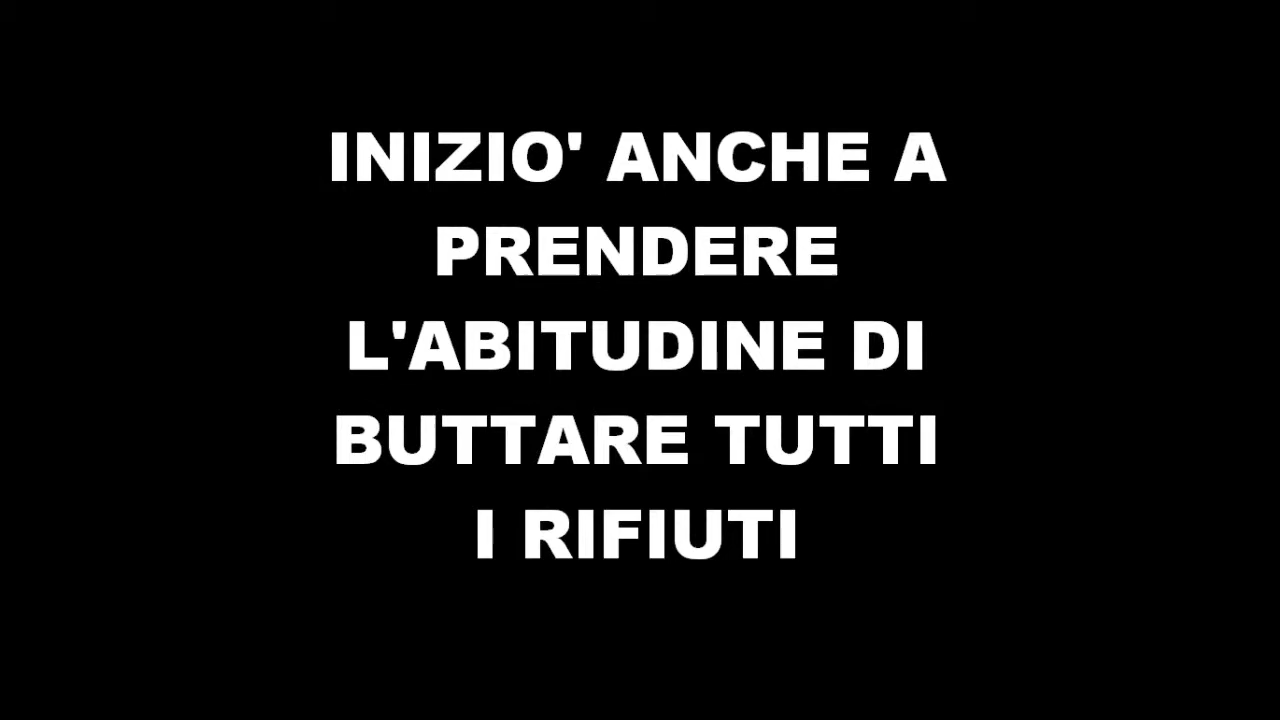 INIZIO' ANCHE A
PRENDERE
L'ABITUDINE DI
BUTTARE TUTTI
I RIFIUTI